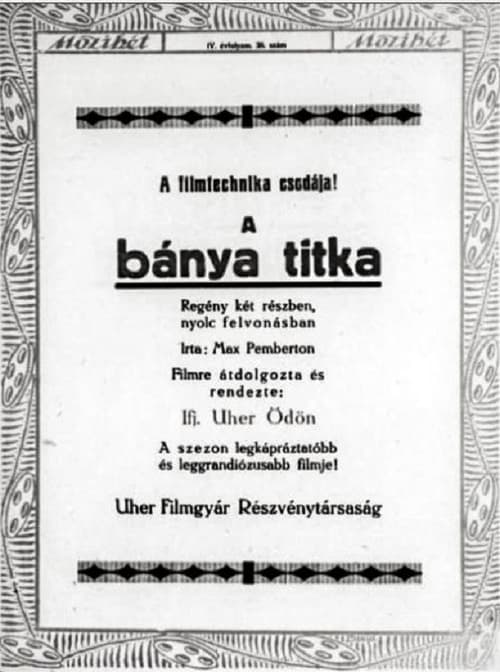 Mozihét IV. évfolyam. 36. szám Mozihét
A filmtechnika csodája!
A
bánya titka
Regény két részben,
nyolc felvonásban
Irta: Max Pemberton
Filmre átdolgozta és
rendezte:
Ifj. Uher Ödön
A szezon legkápráztatóbb
és leggrandiózusabb filmje!
Uher Filmgyár Részvénytársaság